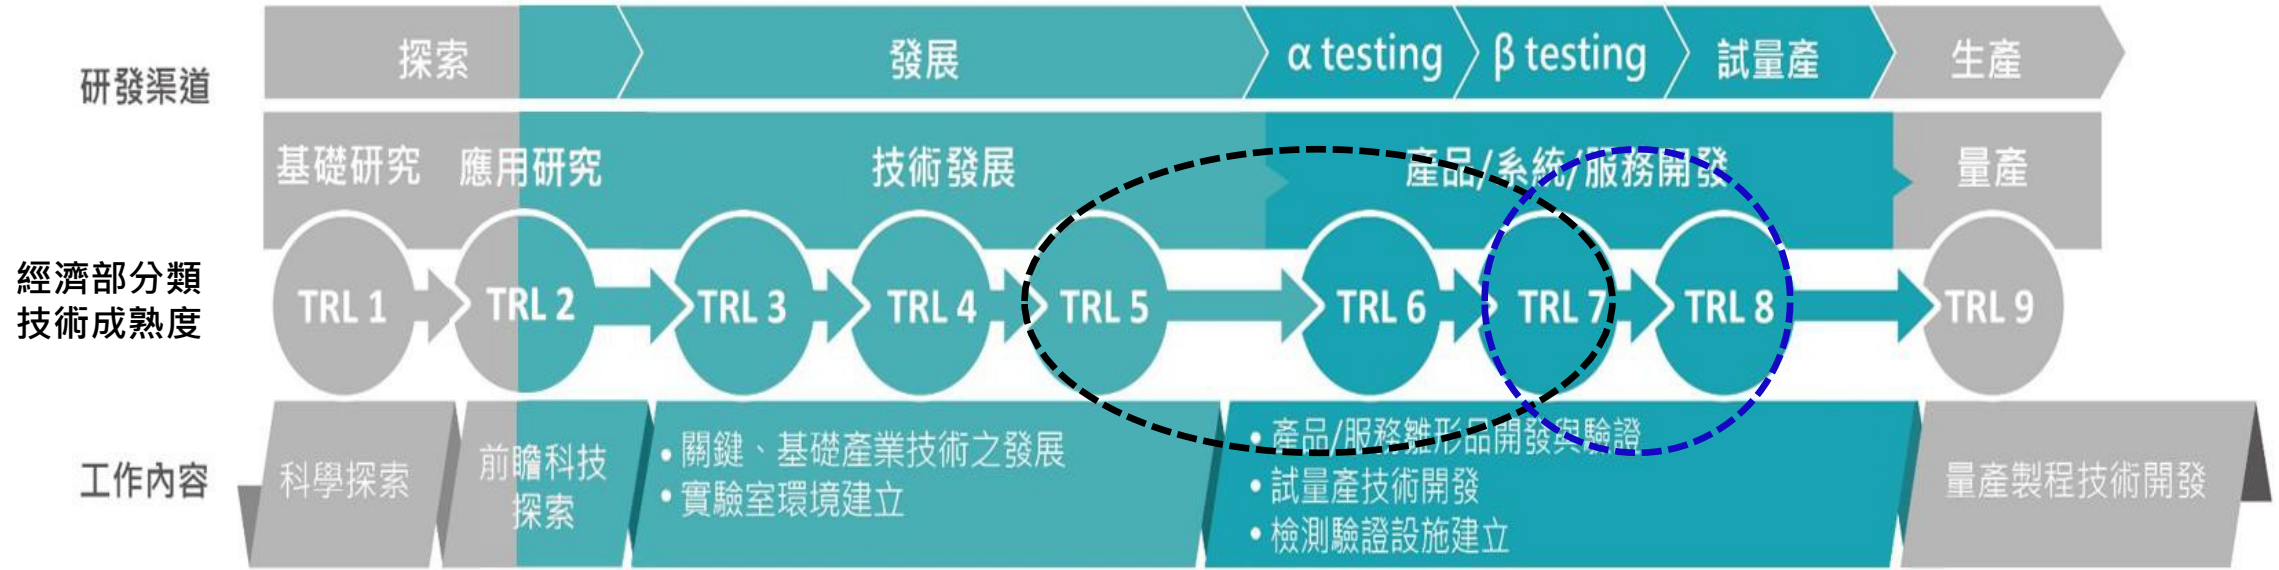 研發渠道
探索
發展
α testing
β testing
試量產
生產
基礎研究
應用研究
技術發展
產品/系統/服務開發
量產
經濟部分類
技術成熟度
TRL 1
TRL 2
TRL 3
TRL 4
TRL 5
TRL 6
TRL 7
TRL 8
TRL 9
工作內容
科學探索
前瞻科技
探索
• 關鍵、基礎產業技術之發展
• 實驗室環境建立
• 產品/服務雛形品開發與驗證
• 試量產技術開發
• 檢測驗證設施建立
量產製程技術開發